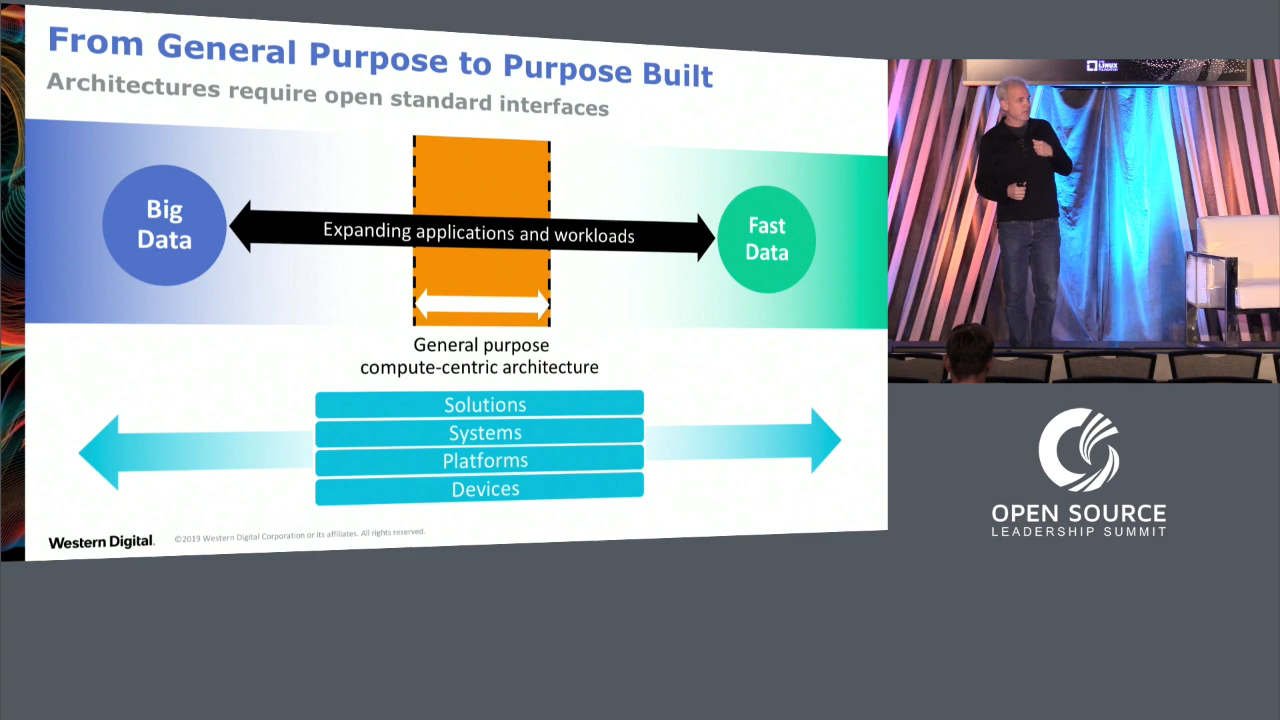 From General Purpose to Purpose Built
Architectures require open standard interfaces
Big
Data
Expanding applications and workloads
Fast
Data
General purpose
compute-centric architecture
Solutions
Systems
Platforms
Devices
Western Digital.
©2019 Western Digital Corporation or its affiliates. All rights reserved.
LINUX
FOUNDATION
OPEN SOURCE
LEADERSHIP SUMMIT